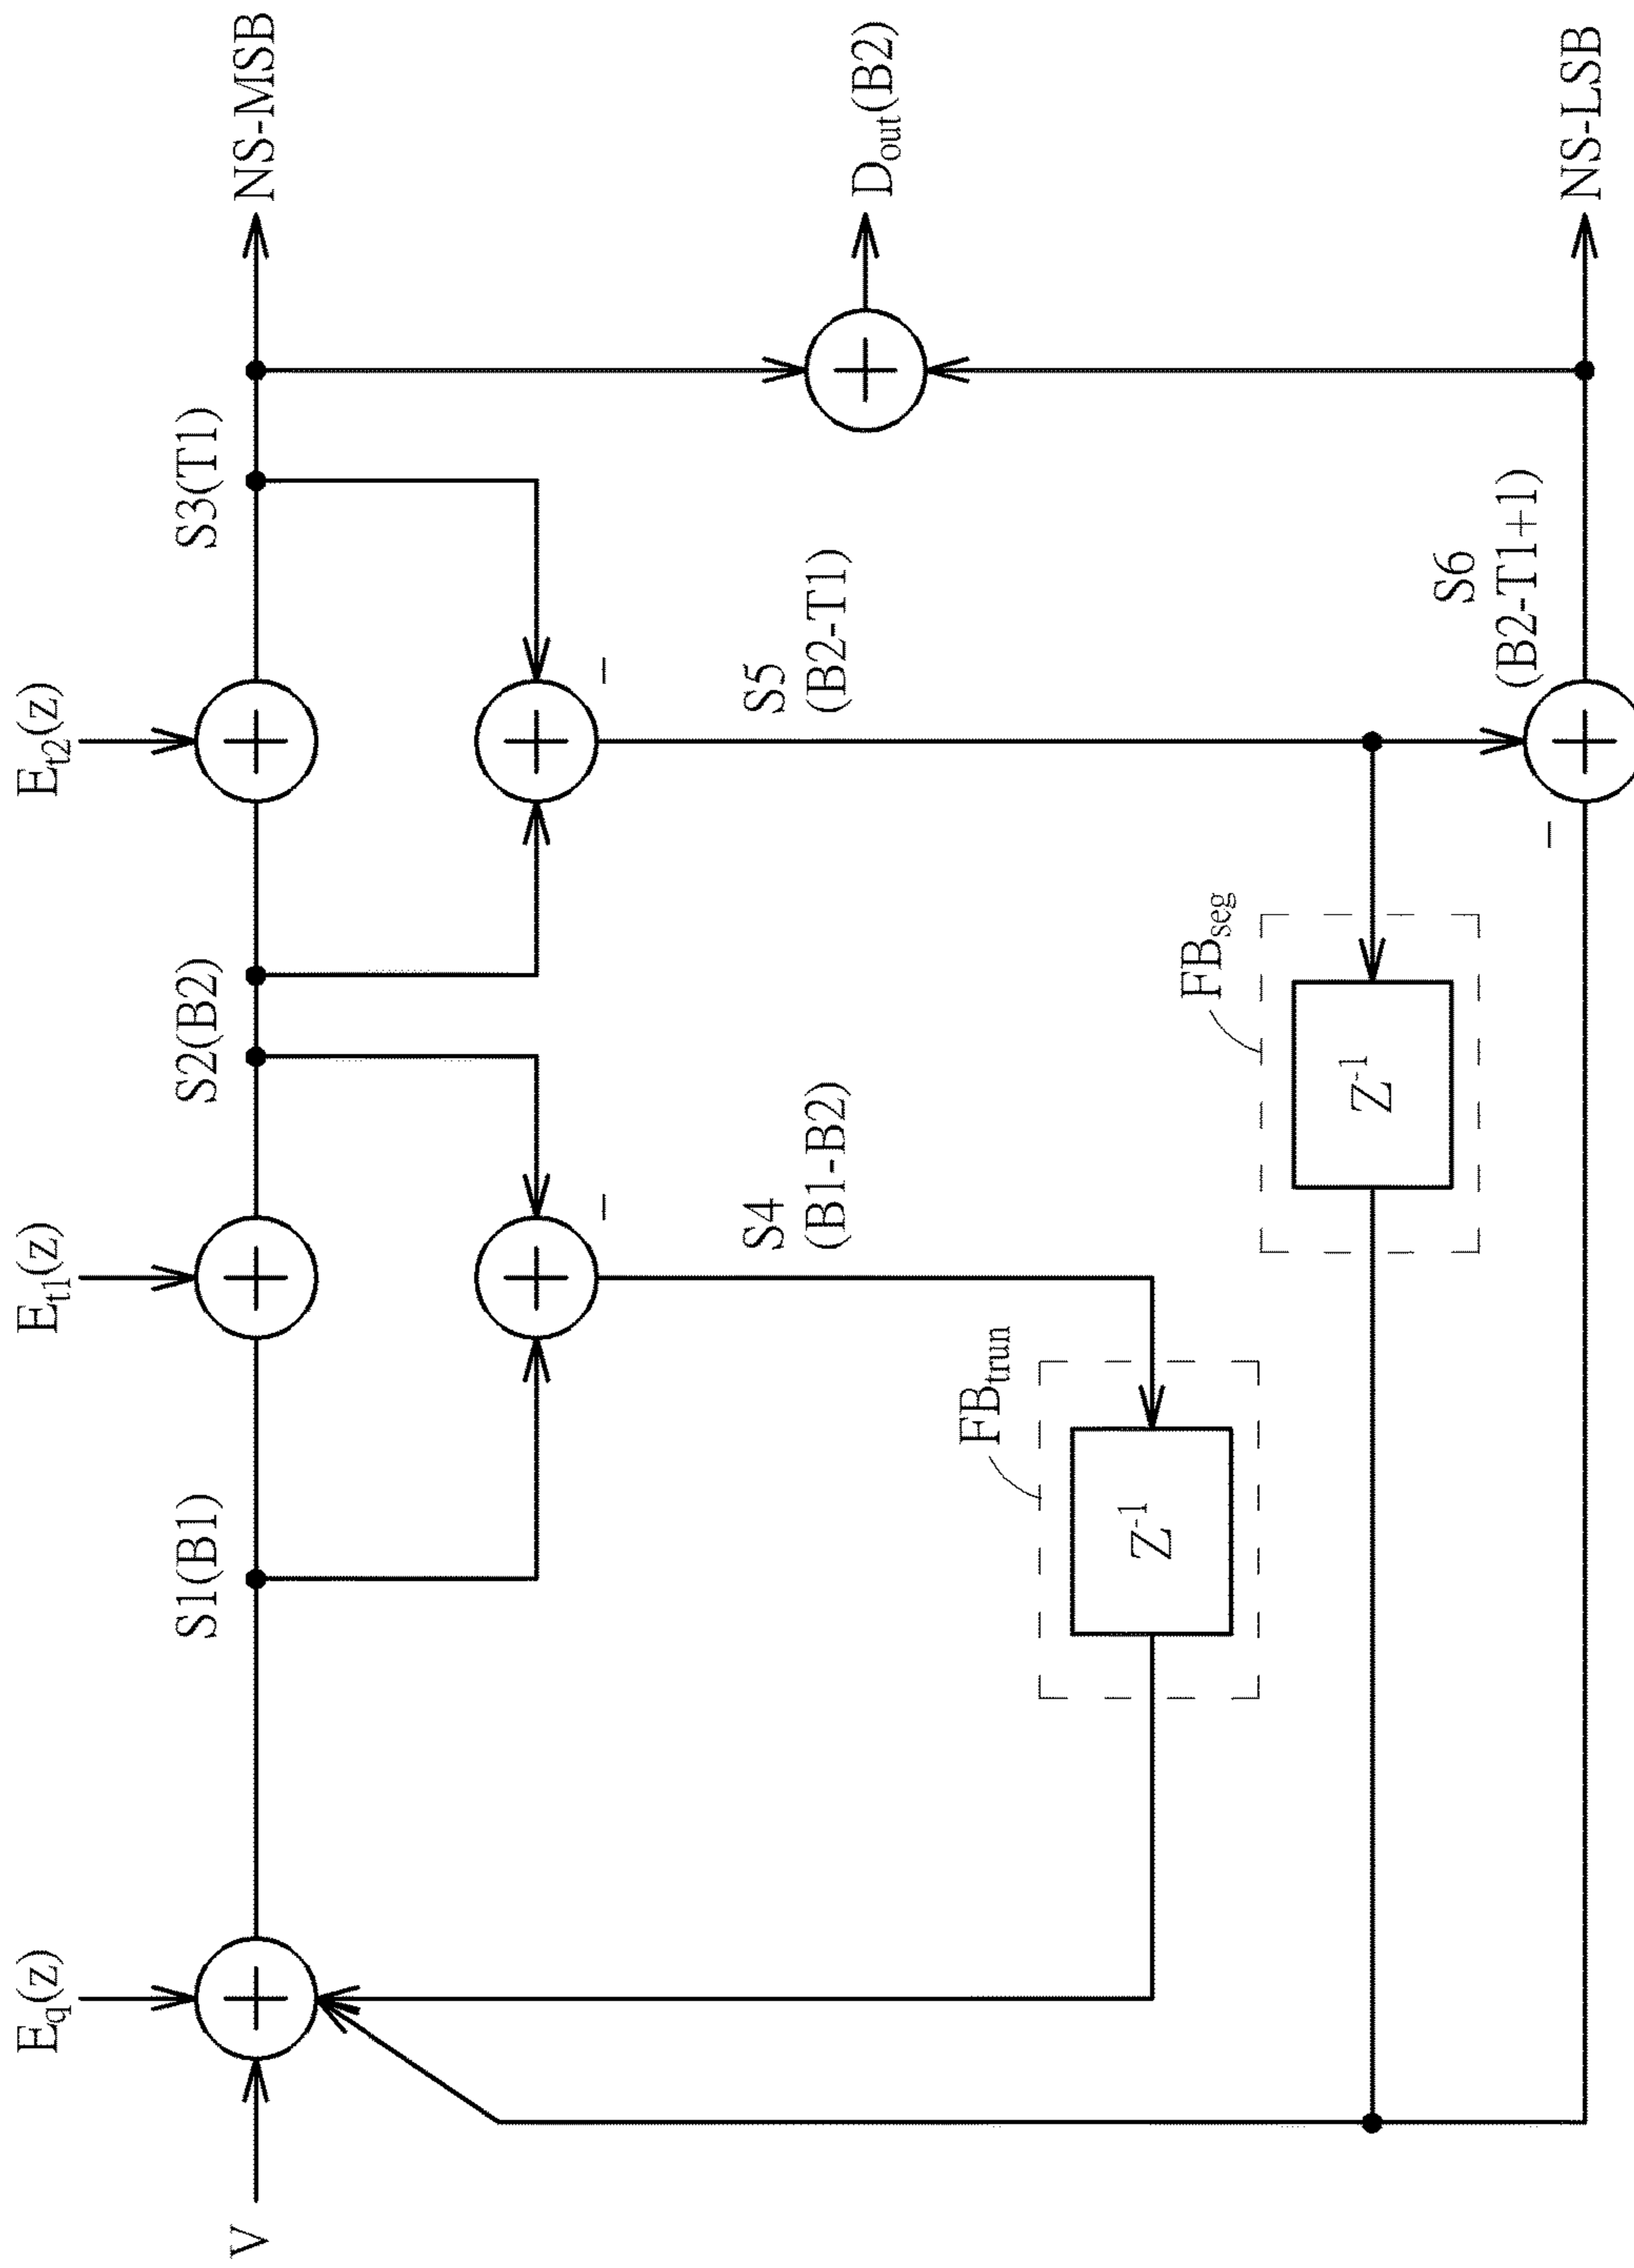 E_q(z)
E_t1(z)
E_t2(z)
V
S1(B1)
S2(B2)
S3(T1)
NS-MSB
S4
(B1-B2)
S5
(B2-T1)
D_out(B2)
FB_trun
Z^-1
FB_seg
Z^-1
S6
(B2-T1+1)
NS-LSB